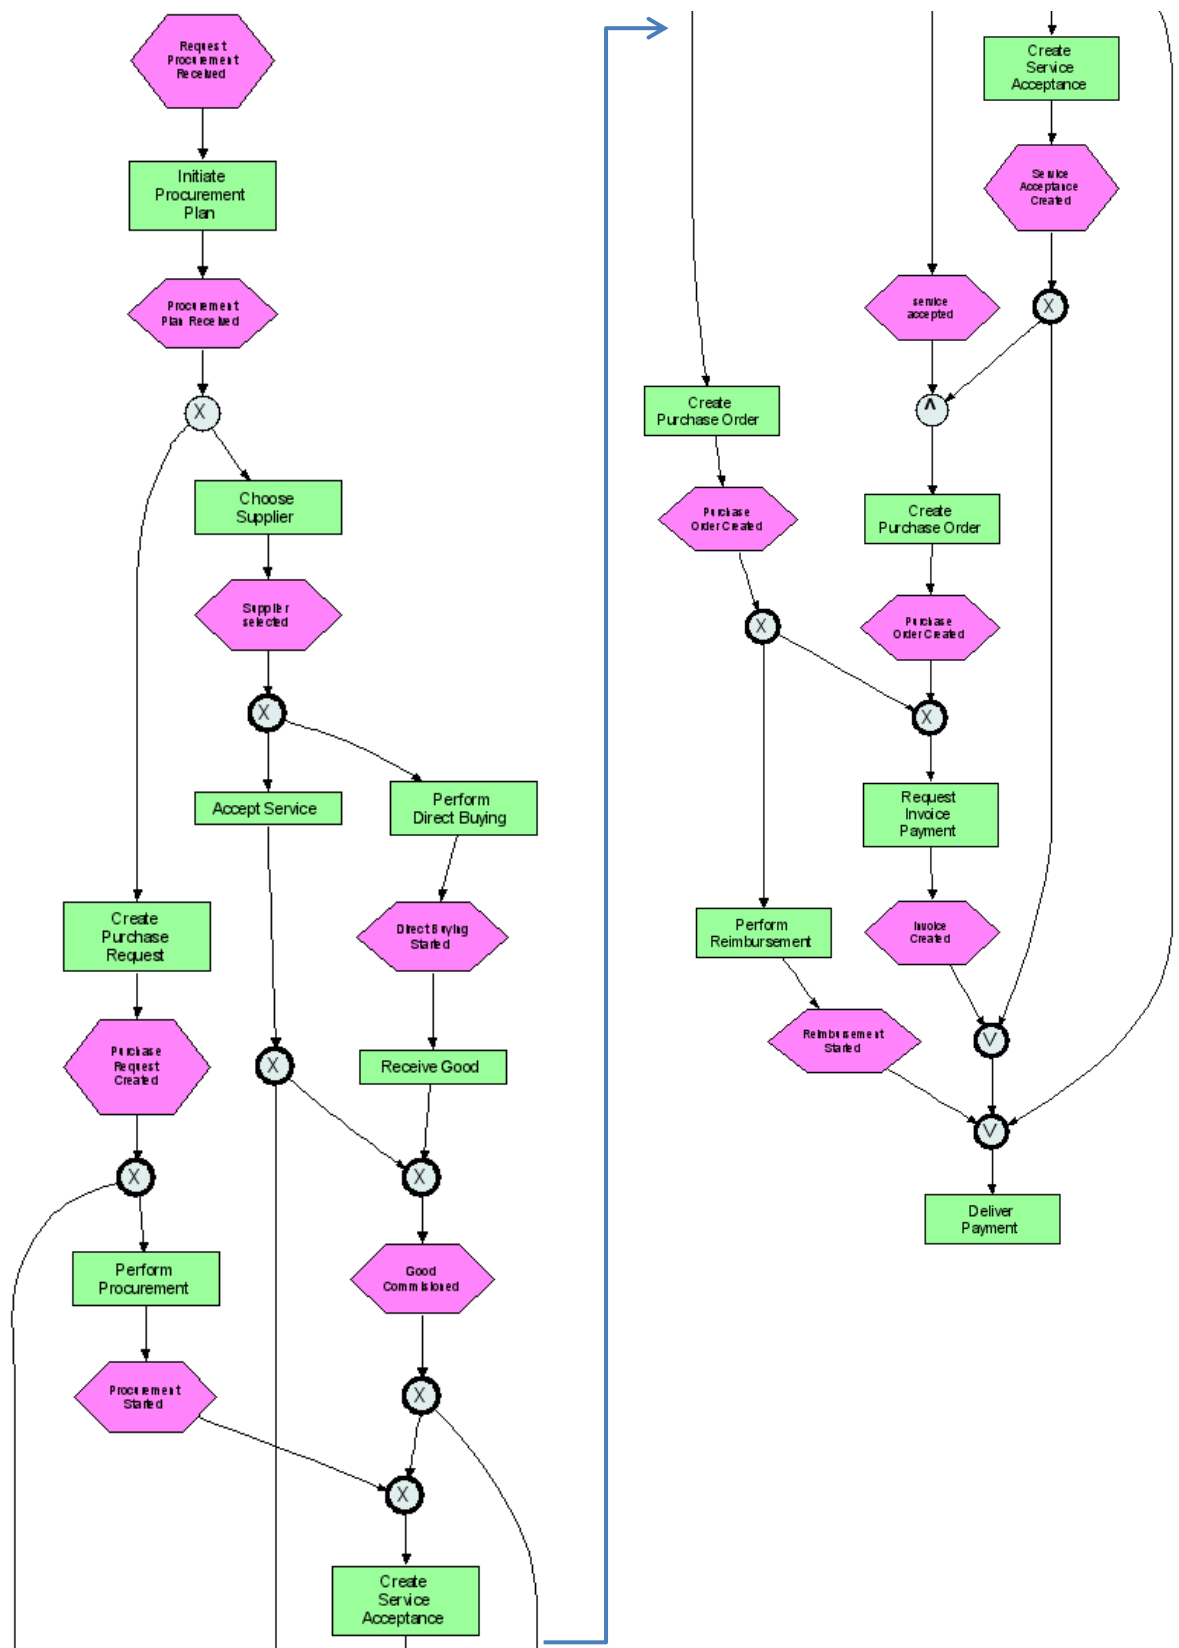 Request
Procurement
Received
Initiate
Procurement
Plan
Procurement
Plan Received
X
Choose
Supplier
Supplier
selected
X
Accept Service
Perform
Direct Buying
Create
Purchase
Request
Direct Buying
Started
Purchase
Request
Created
X
Receive Good
X
X
Perform
Procurement
Good
Commisioned
Procurement
Started
X
X
Create
Service
Acceptance
Create
Service
Acceptance
Service
Acceptance
Created
service
accepted
X
Create
Purchase Order
^
Purchase
Order Created
Create
Purchase Order
X
Purchase
Order Created
X
Request
Invoice
Payment
Perform
Reimbursement
Invoice
Created
Reimbursement
Started
V
V
Deliver
Payment